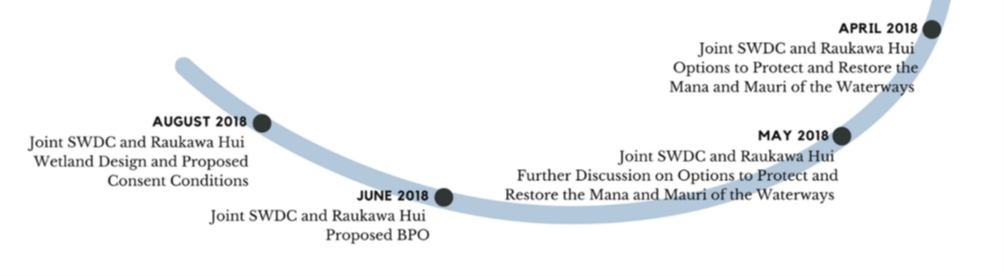 APRIL 2018
Joint SWDC and Raukawa Hui
Options to Protect and Restore the
Mana and Mauri of the Waterways
MAY 2018
Joint SWDC and Raukawa Hui
Further Discussion on Options to Protect and
Restore the Mana and Mauri of the Waterways
JUNE 2018
Joint SWDC and Raukawa Hui
Proposed BPO
AUGUST 2018
Joint SWDC and Raukawa Hui
Wetland Design and Proposed
Consent Conditions